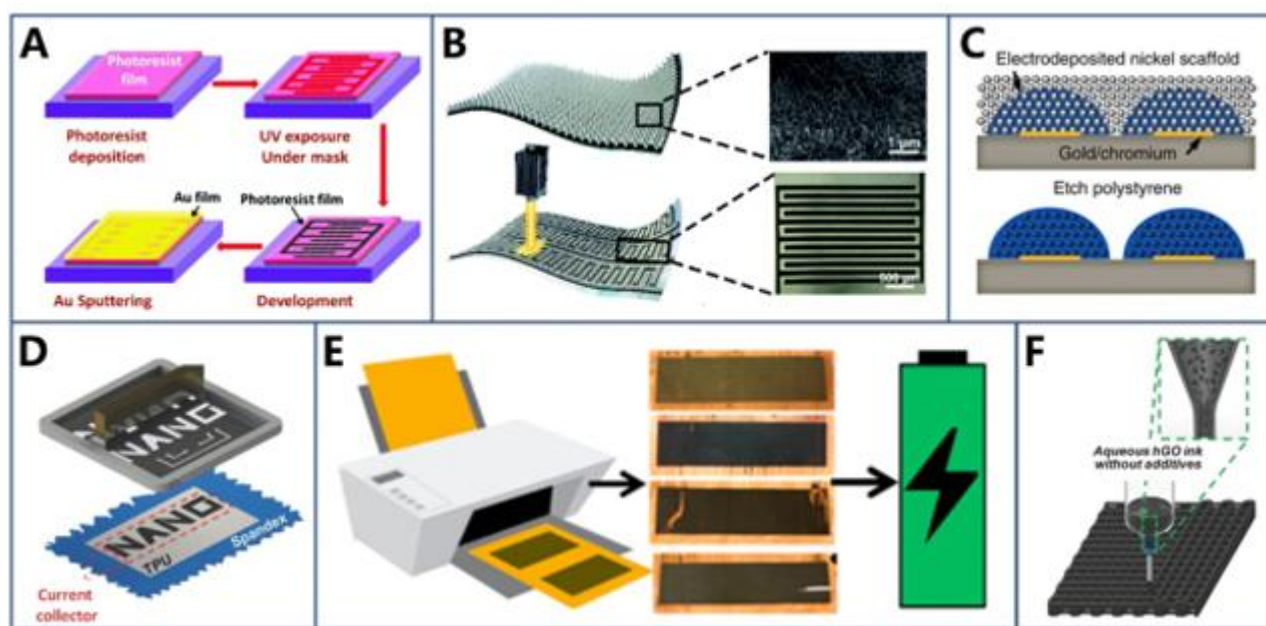 A
Photoresist
film
Photoresist
deposition
UV exposure
Under mask
Au film
Photoresist film
Au Sputtering
Development
B
1 μm
500 μm
C
Electrodeposited nickel scaffold
Gold/chromium
Etch polystyrene
D
NANO
NANO
TPU
Spandex
Current
collector
E
F
Aqueous hGO ink
without additives